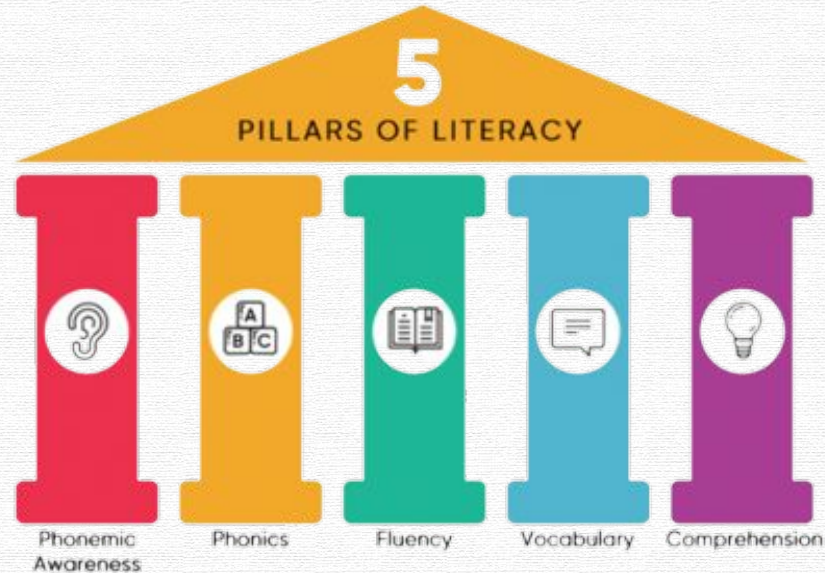 5
PILLARS OF LITERACY
A
B C
Phonemic
Awareness
Phonics
Fluency
Vocabulary
Comprehension